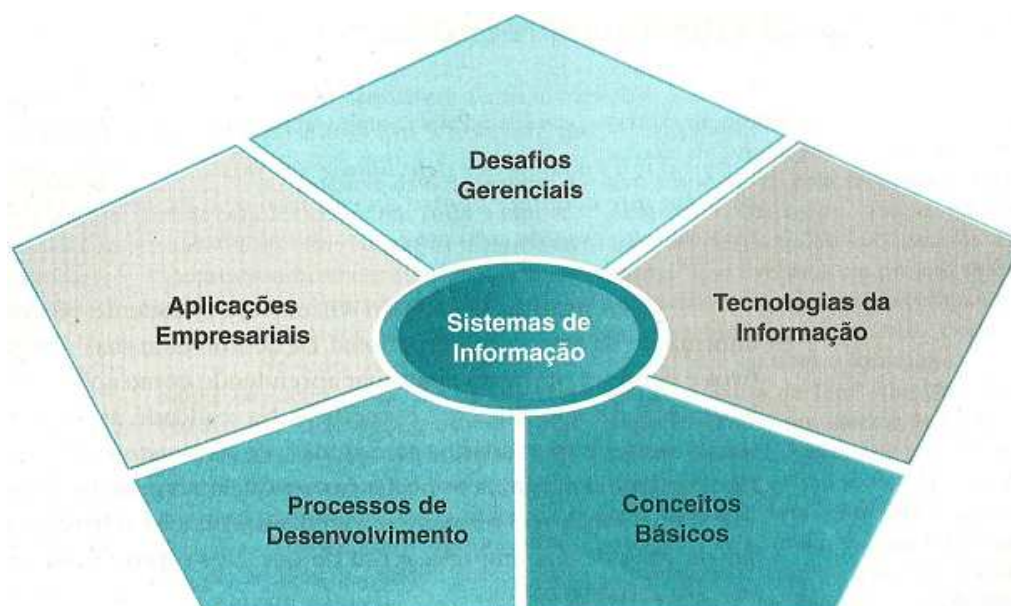 Desafios
Gerenciais
Aplicações
Empresariais
Sistemas de
Informação
Tecnologias da
Informação
Processos de
Desenvolvimento
Conceitos
Básicos